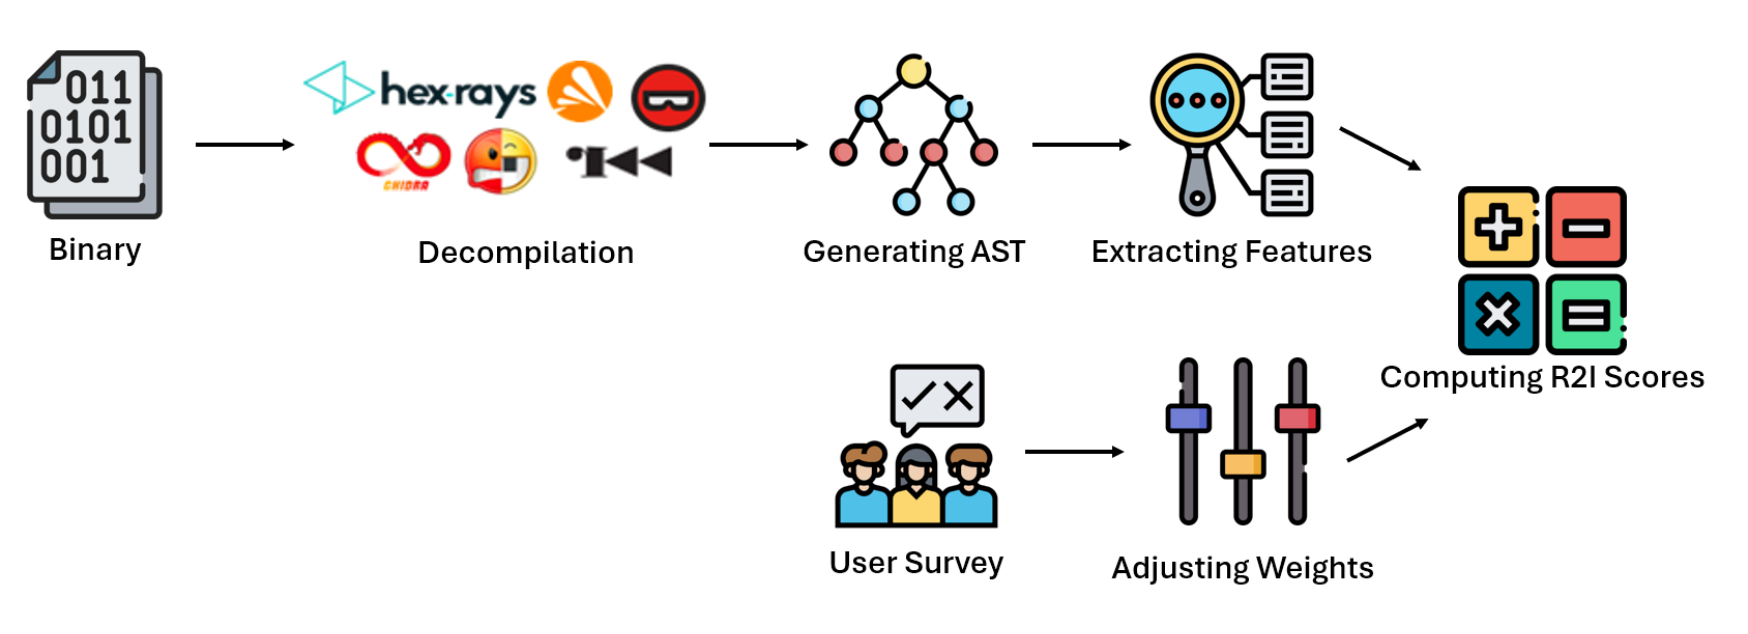 011
0101
001
Binary
hex-rays
GHIDRA
Decompilation
Generating AST
Extracting Features
Computing R2I Scores
User Survey
Adjusting Weights